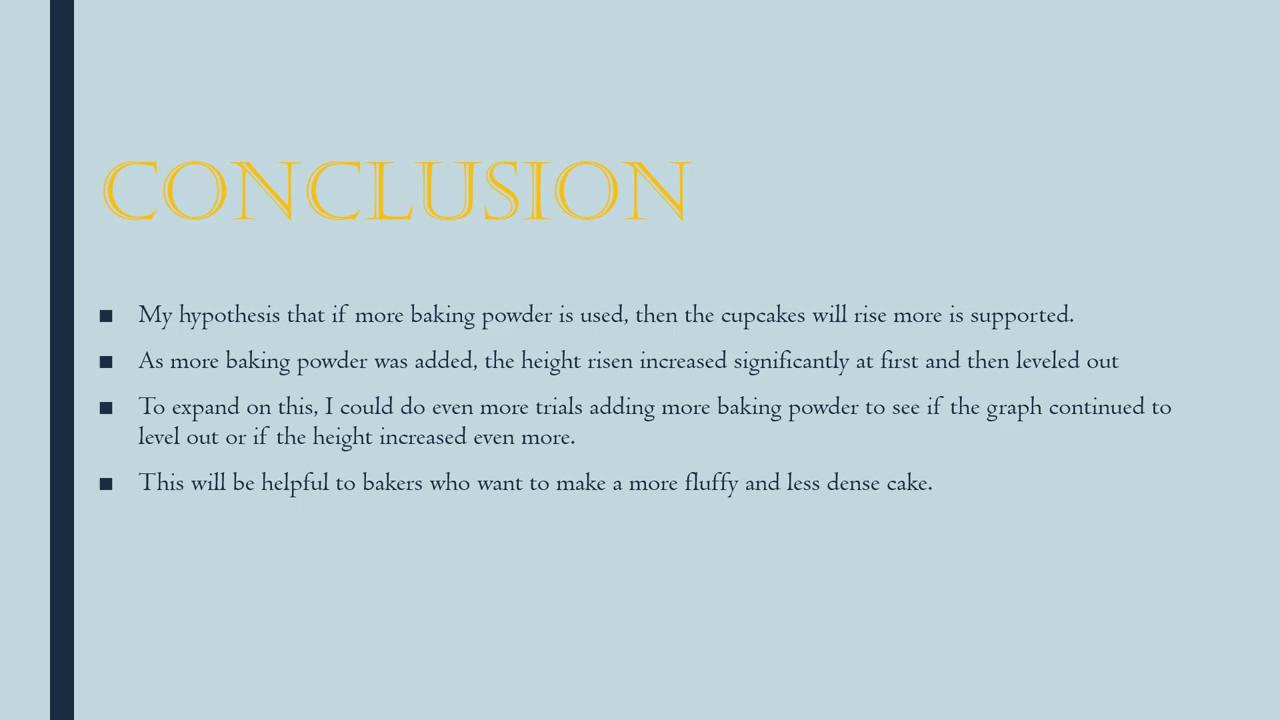 CONCLUSION
■ My hypothesis that if more baking powder is used, then the cupcakes will rise more is supported.
■ As more baking powder was added, the height risen increased significantly at first and then leveled out
■ To expand on this, I could do even more trials adding more baking powder to see if the graph continued to
level out or if the height increased even more.
■ This will be helpful to bakers who want to make a more fluffy and less dense cake.